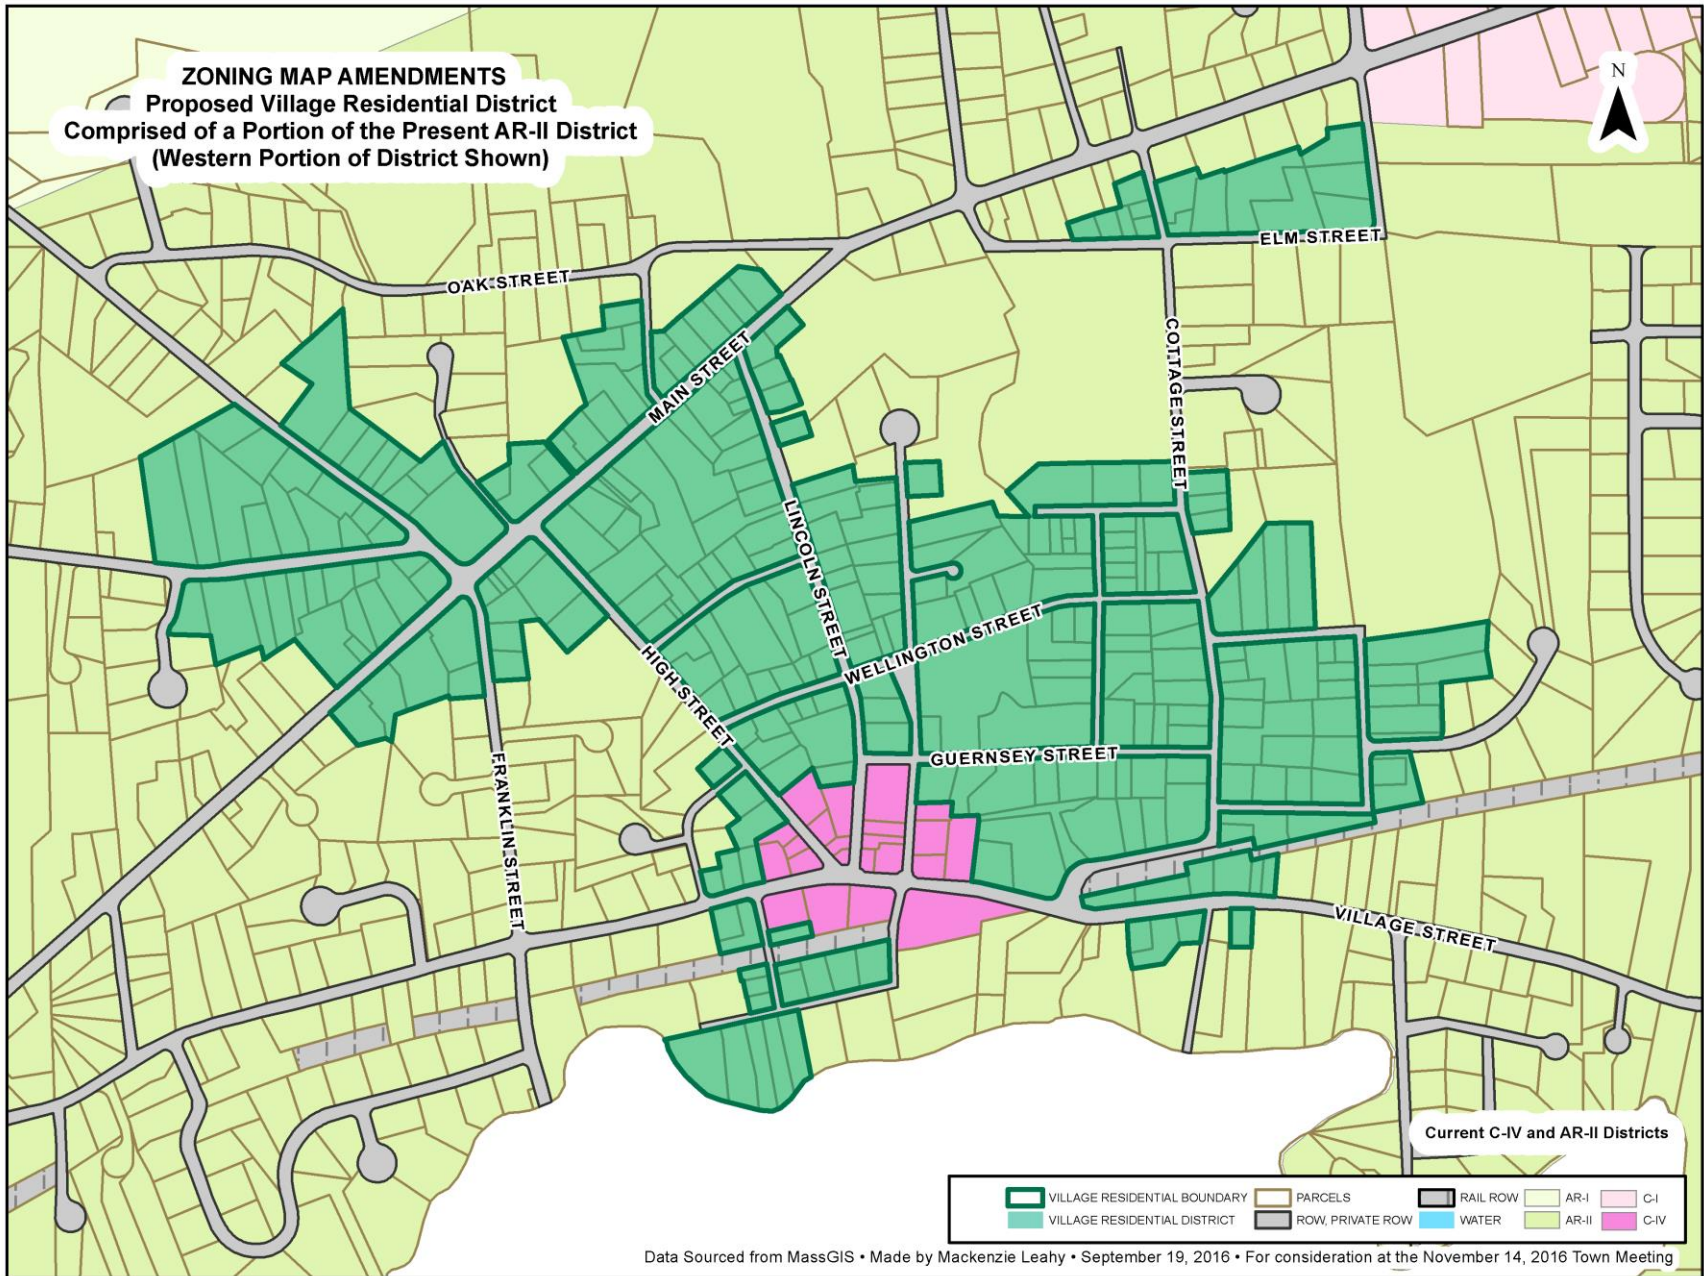 ZONING MAP AMENDMENTS
Proposed Village Residential District
Comprised of a Portion of the Present AR-II District
(Western Portion of District Shown)
N
ELM STREET
OAK STREET
MAIN STREET
COTTAGE STREET
LINCOLN STREET
WELLINGTON STREET
HIGH STREET
GUERNSEY STREET
FRANKLIN STREET
VILLAGE STREET
Current C-IV and AR-II Districts
VILLAGE RESIDENTIAL BOUNDARY
VILLAGE RESIDENTIAL DISTRICT
PARCELS
ROW, PRIVATE ROW
RAIL ROW
WATER
AR-I
AR-II
C-I
C-IV
Data Sourced from MassGIS • Made by Mackenzie Leahy • September 19, 2016 • For consideration at the November 14, 2016 Town Meeting